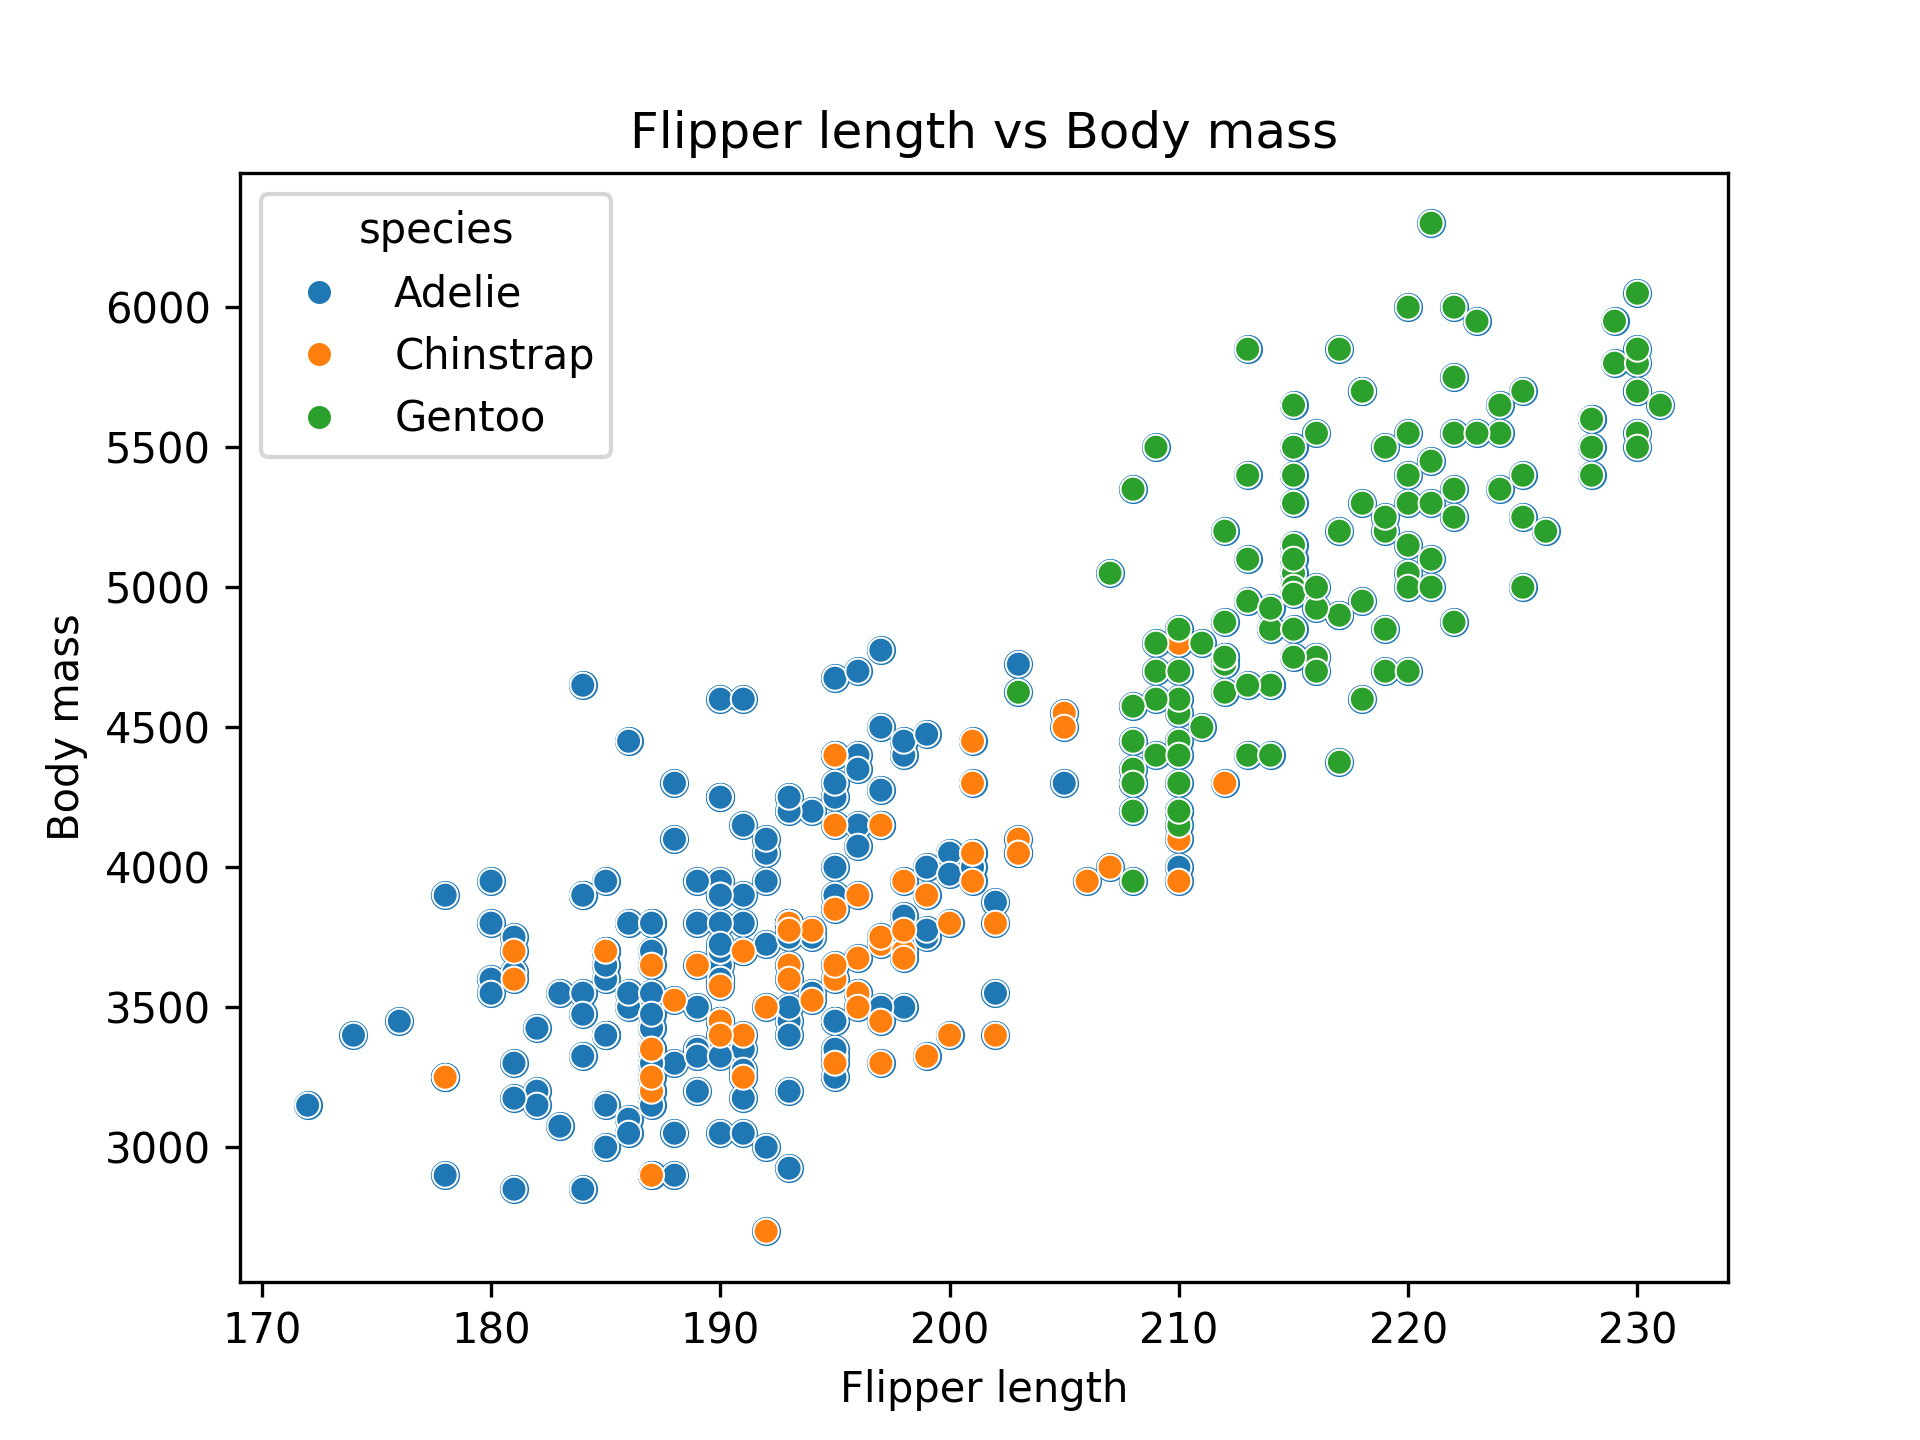 Flipper length vs Body mass
species
Adelie
Chinstrap
Gentoo
6000
5500
5000
4500
4000
3500
3000
Body mass
170 180 190 200 210 220 230
Flipper length